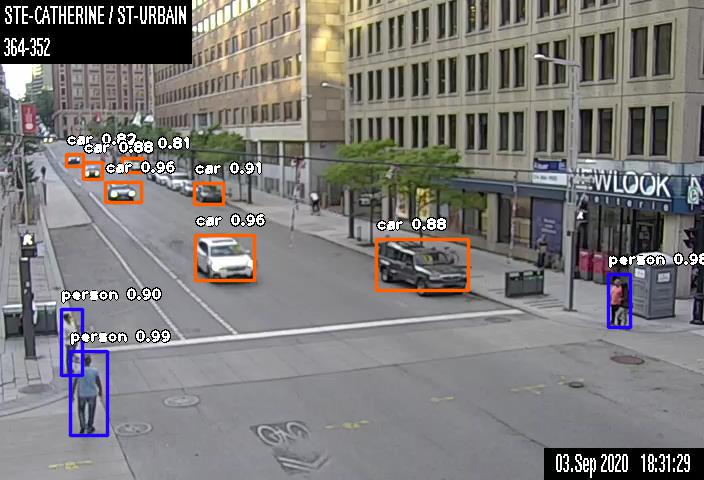 STE-CATHERINE / ST-URBAIN
364-352
car 0.82
car 0.88
0.81
car 0.96
car 0.91
car 0.96
car 0.88
NEWLOOK
person 0.98
person 0.90
person 0.99
03.Sep 2020 18:31:29